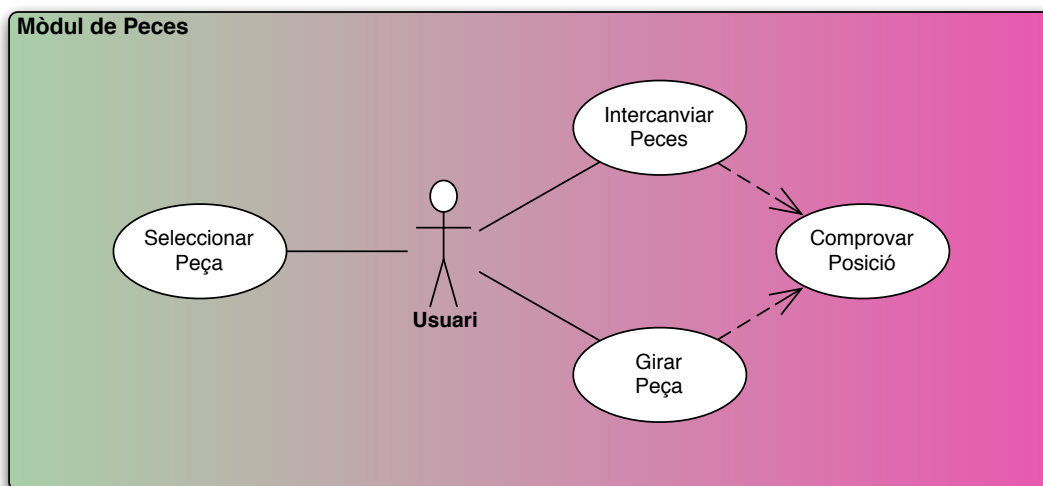 Mòdul de Peces
Intercanviar
Peces
Seleccionar
Peça
Comprovar
Posició
Usuari
Girar
Peça